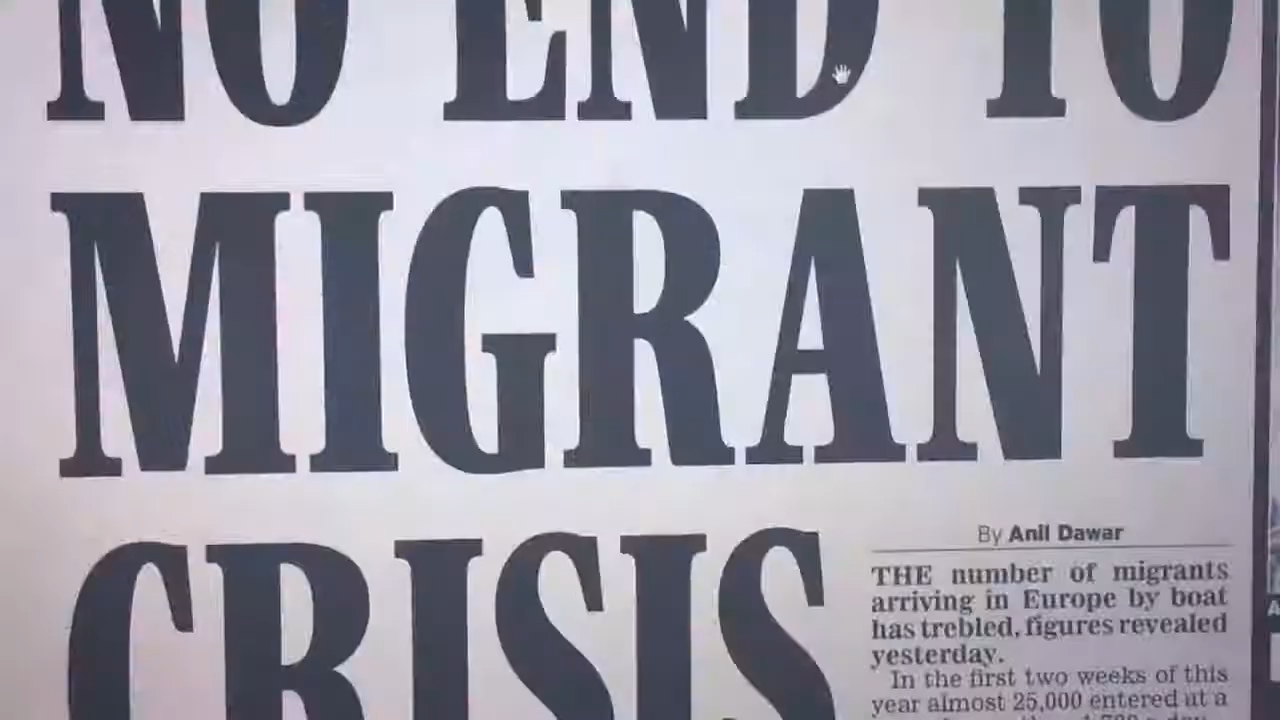 NO END TO
MIGRANT
CRISIS
By Anil Dawar
THE number of migrants
arriving in Europe by boat
has trebled, figures revealed
yesterday.
In the first two weeks of this
year almost 25,000 entered at a